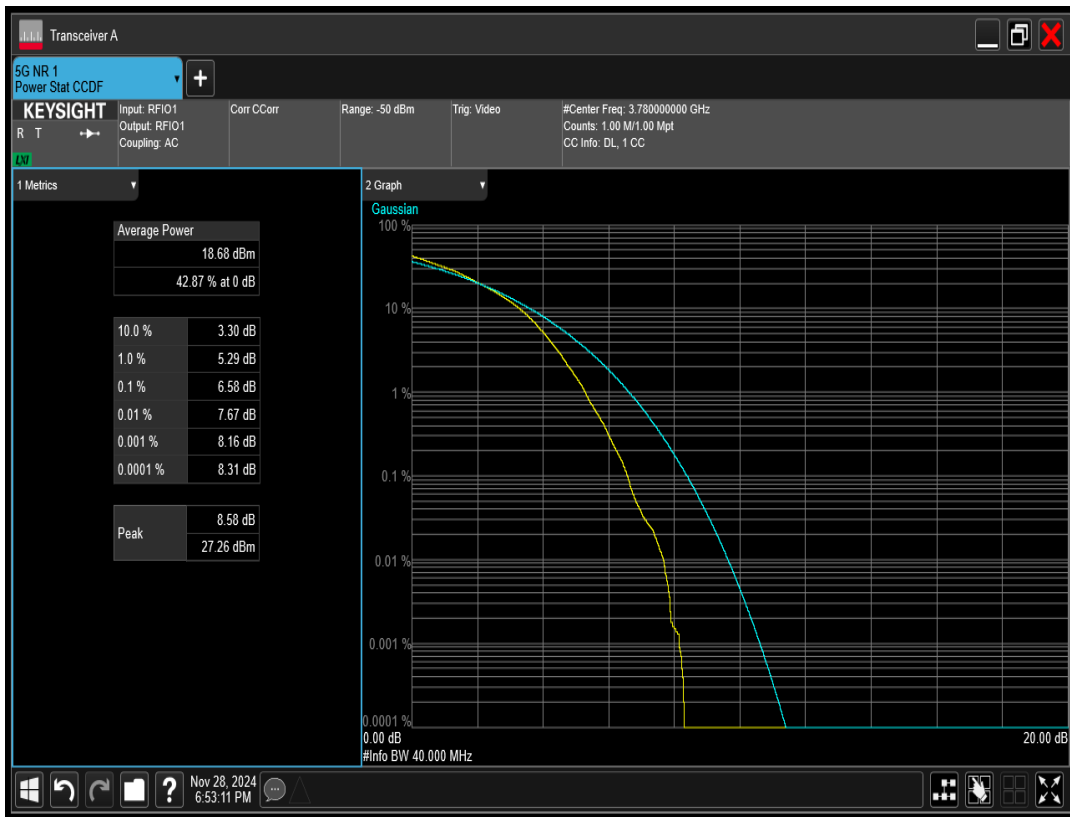 Transceiver A
5G NR 1
Power Stat CCDF
KEYSIGHT
R T
LXI
Input: RFIO1
Output: RFIO1
Coupling: AC
Corr CCorr
Range: -50 dBm
Trig: Video
#Center Freq: 3.780000000 GHz
Counts: 1.00 M/1.00 Mpt
CC Info: DL, 1 CC
1 Metrics
Average Power
18.68 dBm
42.87 % at 0 dB
10.0 % 3.30 dB
1.0 % 5.29 dB
0.1 % 6.58 dB
0.01 % 7.67 dB
0.001 % 8.16 dB
0.0001 % 8.31 dB
Peak
8.58 dB
27.26 dBm
2 Graph
Gaussian
100 %
10 %
1 %
0.1 %
0.01 %
0.001 %
0.0001 %
0.00 dB
20.00 dB
#Info BW 40.000 MHz
?
Nov 28, 2024
6:53:11 PM